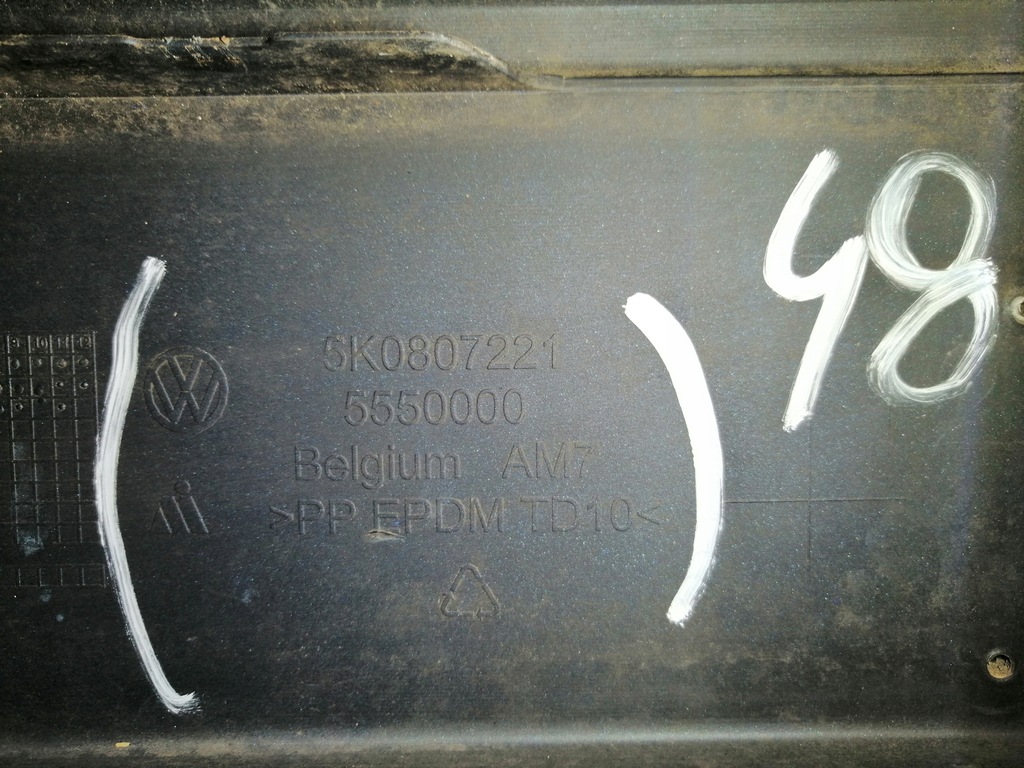 48
5K0807221
5550000
Belgium AM7
>PP EPDM TD10<